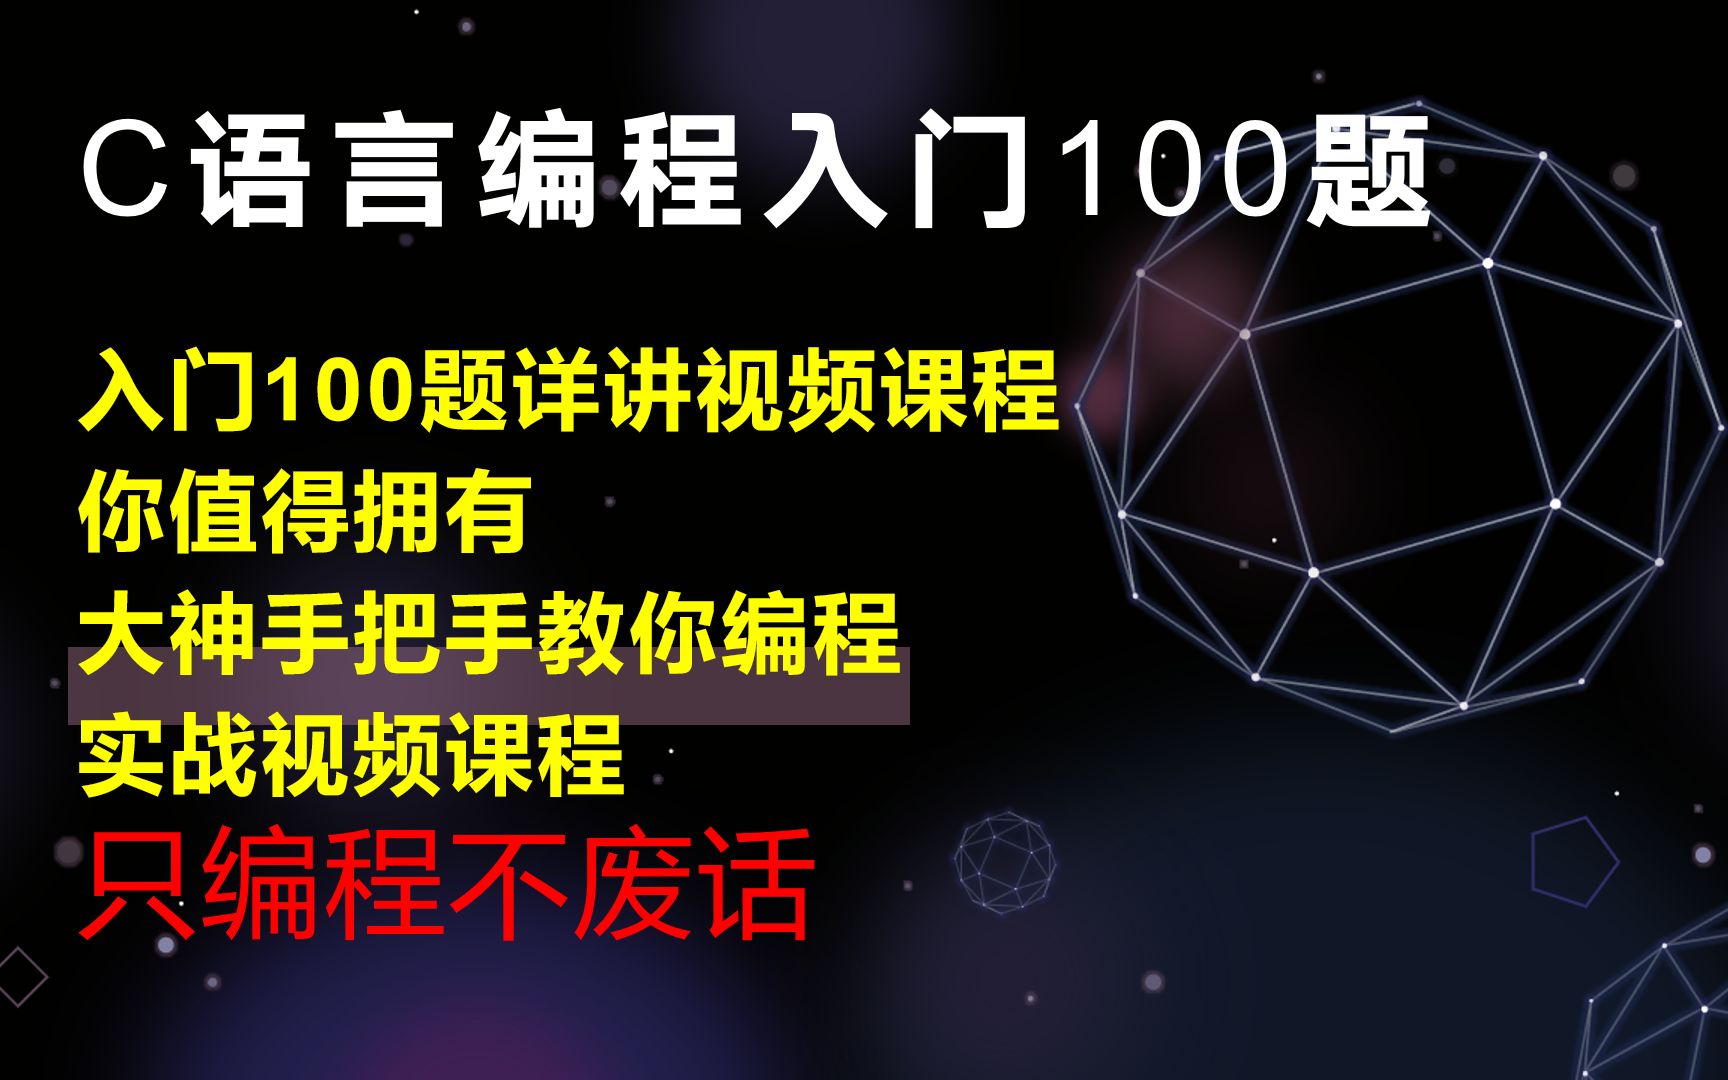 C语言编程入门100题
入门100题详讲视频课程
你值得拥有
大神手把手教你编程
实战视频课程
只编程不废话